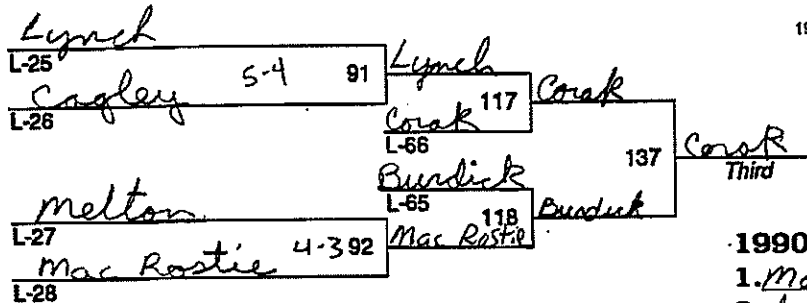 Lynch
19
L-25
5-4 91 Lynch
Cagley
L-26
117 Corak
Corak
L-66
137 Corak
Third
Burdick
L-65
Melton
L-27
118 Burdick
4-3 92 Mac Rostie
Mac Rostie
L-28
1990
1.